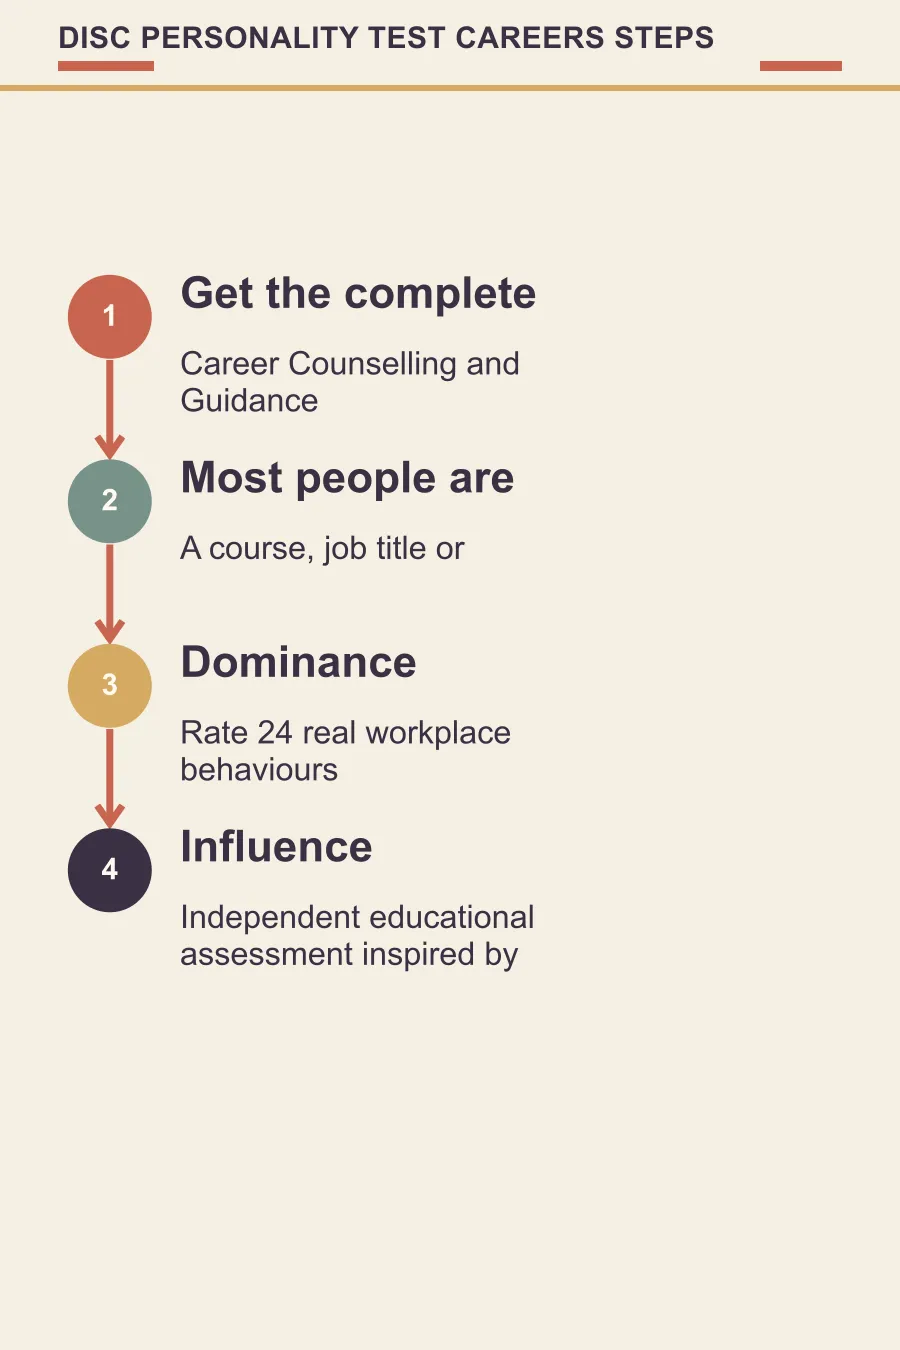 DISC PERSONALITY TEST CAREERS STEPS
1
Get the complete
Career Counselling and
Guidance
2
Most people are
A course, job title or
3
Dominance
Rate 24 real workplace
behaviours
4
Influence
Independent educational
assessment inspired by